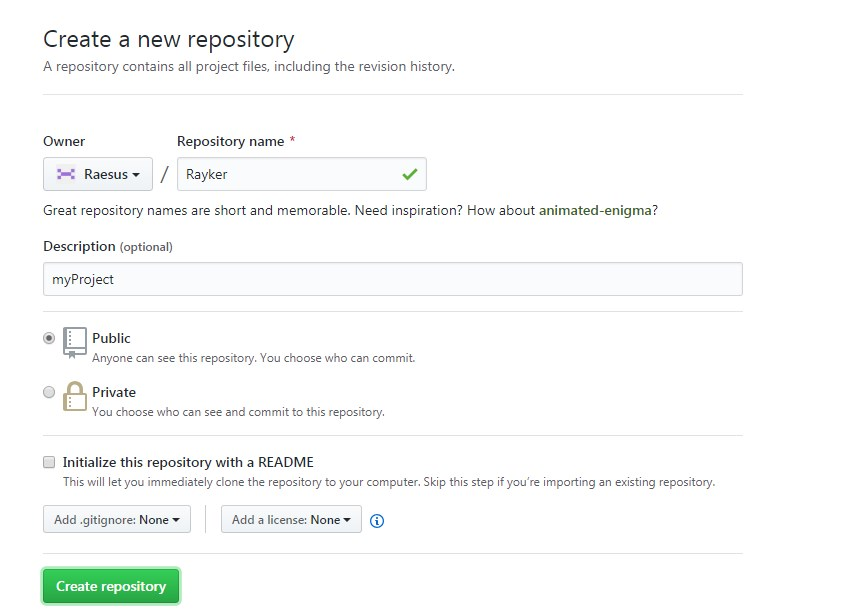 Create a new repository
A repository contains all project files, including the revision history.
Owner
Repository name *
Raesus / Rayker
Great repository names are short and memorable. Need inspiration? How about animated-enigma?
Description (optional)
myProject
Public
Anyone can see this repository. You choose who can commit.
Private
You choose who can see and commit to this repository.
Initialize this repository with a README
This will let you immediately clone the repository to your computer. Skip this step if you’re importing an existing repository.
Add .gitignore: None
Add a license: None
Create repository